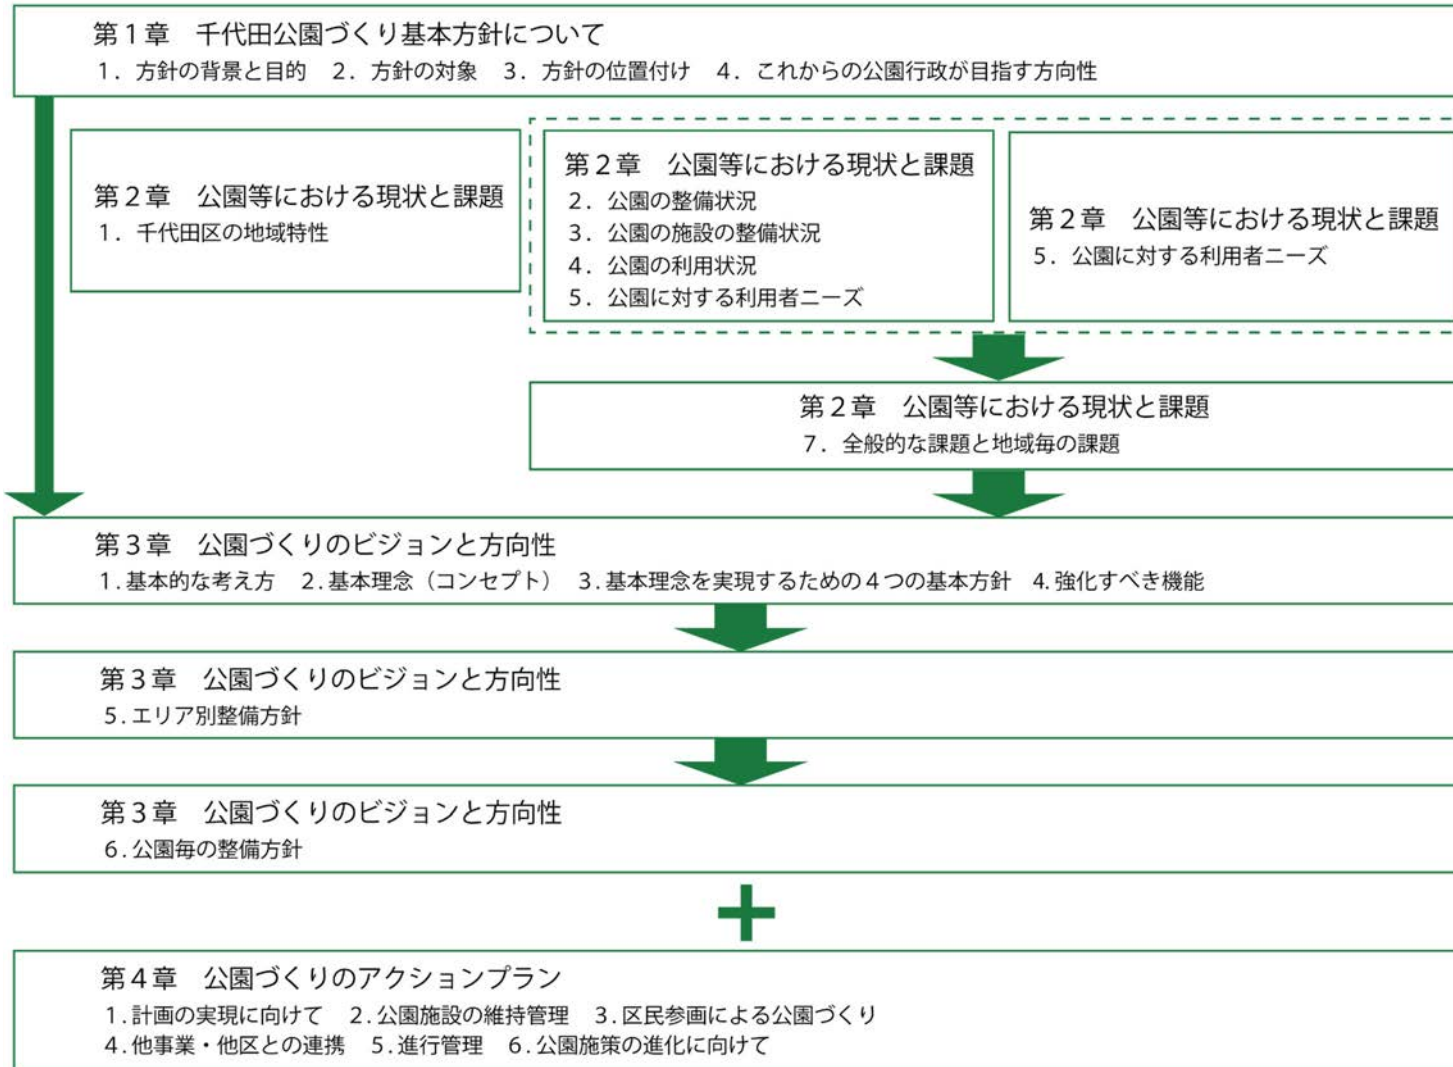 第1章　千代田公園づくり基本方針について
1．方針の背景と目的　2．方針の対象　3．方針の位置付け　4．これからの公園行政が目指す方向性
第2章　公園等における現状と課題
1．千代田区の地域特性
第2章　公園等における現状と課題
2．公園の整備状況
3．公園の施設の整備状況
4．公園の利用状況
5．公園に対する利用者ニーズ
第2章　公園等における現状と課題
5．公園に対する利用者ニーズ
第2章　公園等における現状と課題
7．全般的な課題と地域毎の課題
第3章　公園づくりのビジョンと方向性
1.基本的な考え方　2.基本理念（コンセプト）　3.基本理念を実現するための4つの基本方針　4.強化すべき機能
第3章　公園づくりのビジョンと方向性
5.エリア別整備方針
第3章　公園づくりのビジョンと方向性
6.公園毎の整備方針
＋
第4章　公園づくりのアクションプラン
1.計画の実現に向けて　2.公園施設の維持管理　3.区民参画による公園づくり
4.他事業・他区との連携　5.進行管理　6.公園施策の進化に向けて